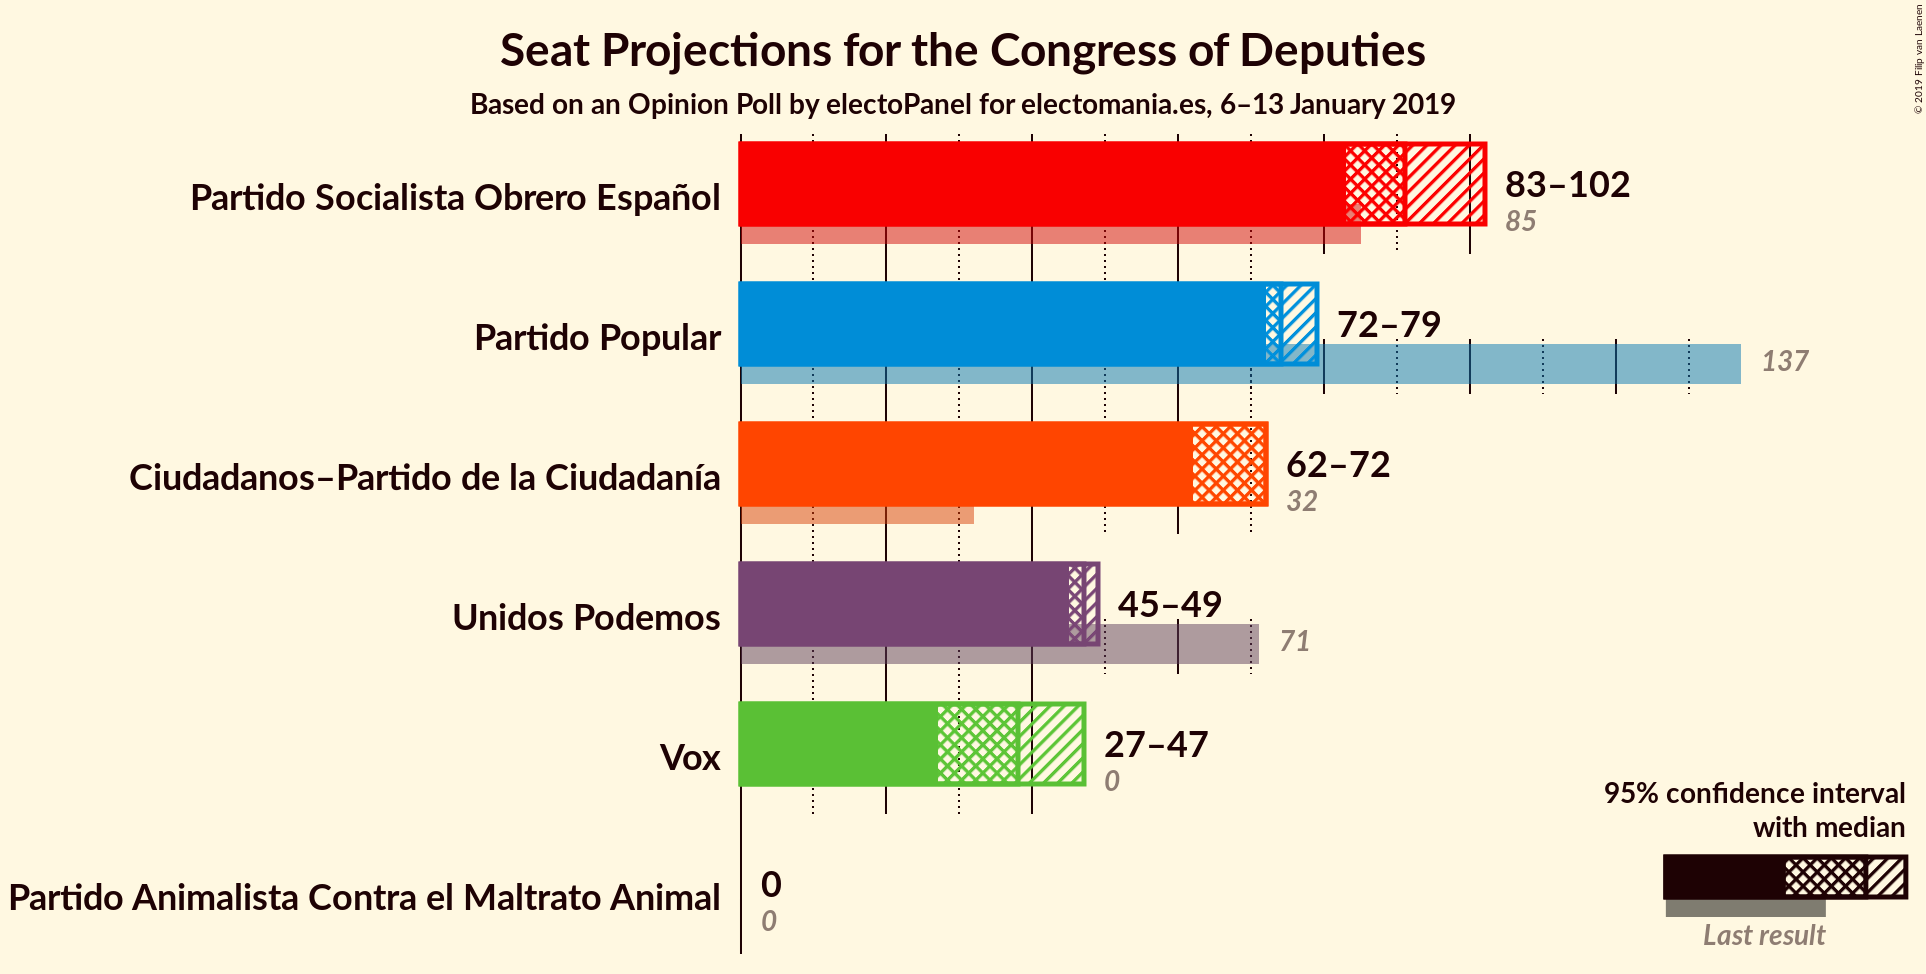 Seat Projections for the Congress of Deputies
Based on an Opinion Poll by electoPanel for electomania.es, 6–13 January 2019
© 2019 Filip van Laenen
Partido Socialista Obrero Español
83–102
85
Partido Popular
72–79
137
Ciudadanos–Partido de la Ciudadanía
62–72
32
Unidos Podemos
45–49
71
Vox
27–47
0
Partido Animalista Contra el Maltrato Animal
0
0
95% confidence interval
with median
Last result